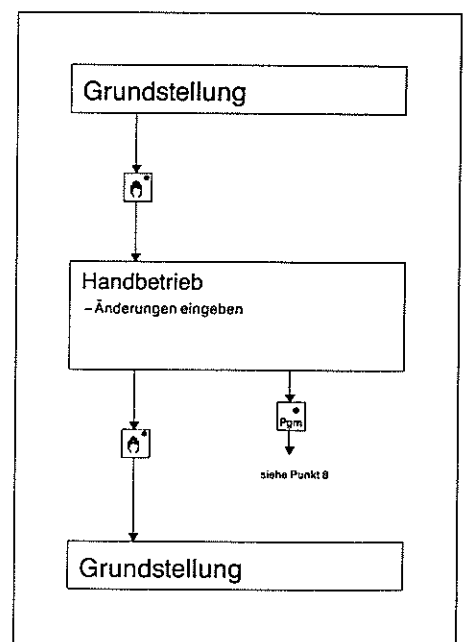 Grundstellung
Handbetrieb
– Änderungen eingeben
Pgm
siehe Punkt 8
Grundstellung